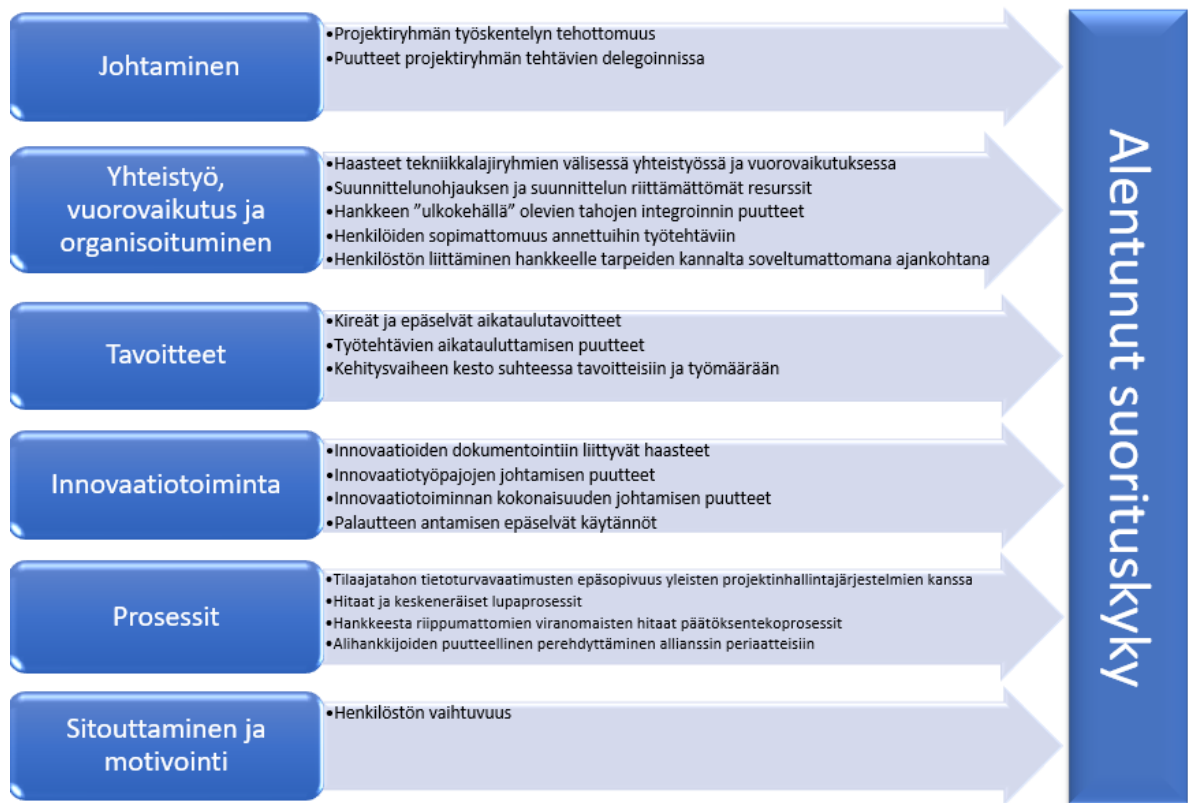 Johtaminen
•Projektiryhmän työskentelyn tehottomuus
•Puutteet projektiryhmän tehtävien delegoinnissa
Yhteistyö,
vuorovaikutus ja
organisoituminen
•Haasteet tekniikkalajiryhmien välisessä yhteistyössä ja vuorovaikutuksessa
•Suunnittelunohjauksen ja suunnittelun riittämättömät resurssit
•Hankkeen ”ulkokehällä” olevien tahojen integroinnin puutteet
•Henkilöiden sopimattomuus annettuihin työtehtäviin
•Henkilöstön liittäminen hankkeelle tarpeiden kannalta soveltumattomana ajankohtana
Tavoitteet
•Kireät ja epäselvät aikataulutavoitteet
•Työtehtävien aikatauluttamisen puutteet
•Kehitysvaiheen kesto suhteessa tavoitteisiin ja työmäärään
Innovaatiotoiminta
•Innovaatioiden dokumentointiin liittyvät haasteet
•Innovaatiotyöpajojen johtamisen puutteet
•Innovaatiotoiminnan kokonaisuuden johtamisen puutteet
•Palautteen antamisen epäselvät käytännöt
Prosessit
•Tilaajatahon tietoturvavaatimusten epäsopivuus yleisten projektinhallintajärjestelmien kanssa
•Hitaat ja keskeneräiset lupaprosessit
•Hankkeesta riippumattomien viranomaisten hitaat päätöksentekoprosessit
•Alihankkijoiden puutteellinen perehdyttäminen allianssin periaatteisiin
Sitouttaminen ja
motivointi
•Henkilöstön vaihtuvuus
Alentunut suorituskyky